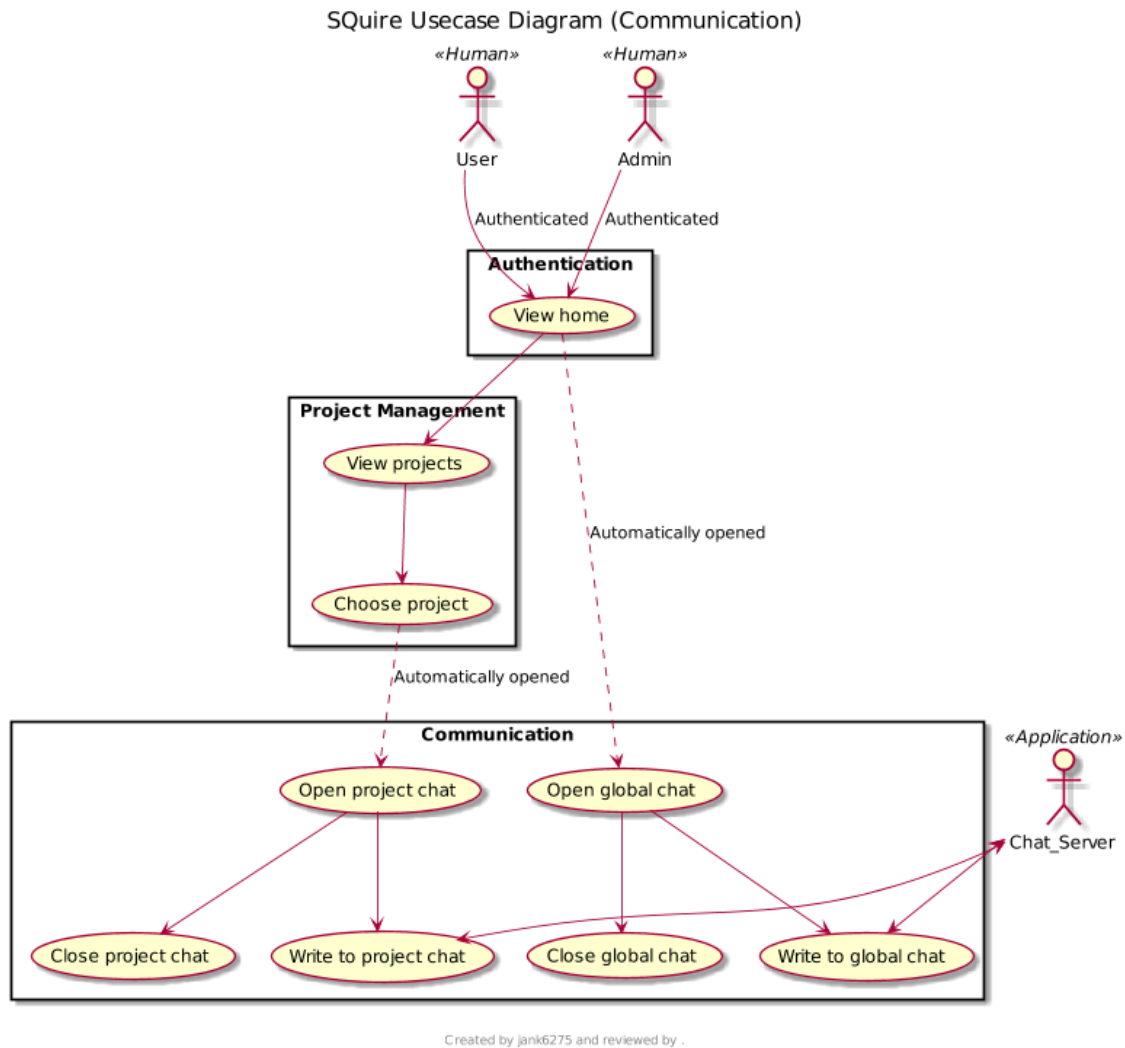 SQuire Usecase Diagram (Communication)
«Human»
«Human»
User
Admin
Authenticated
Authenticated
Authentication
View home
Project Management
View projects
Automatically opened
Choose project
Automatically opened
Communication
«Application»
Open project chat
Open global chat
Chat_Server
Close project chat
Write to project chat
Close global chat
Write to global chat
Created by jank6275 and reviewed by .